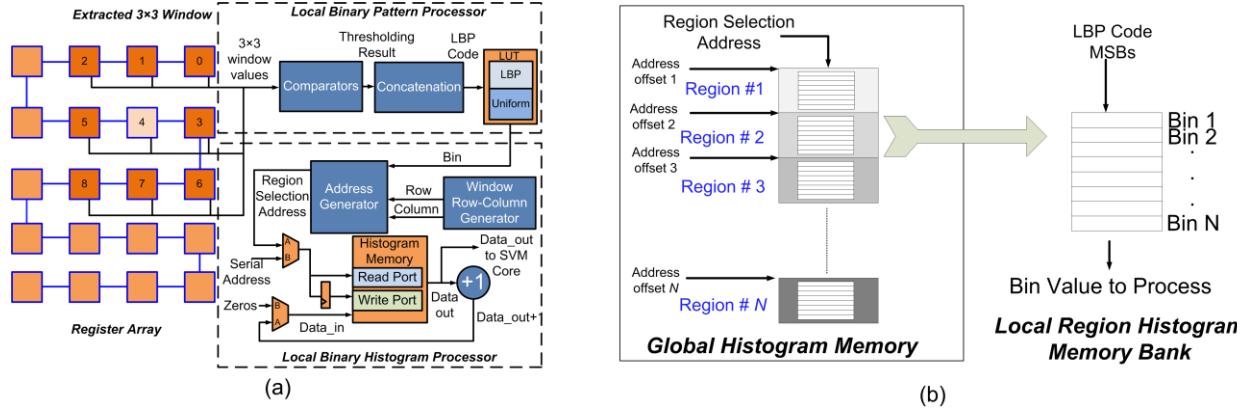 Extracted 3×3 Window
Local Binary Pattern Processor
2
1
0
5
4
3
8
7
6
3×3
window
values
Thresholding
Result
LBP
Code
Comparators
Concatenation
LUT
LBP
Uniform
Bin
Region
Selection
Address
Address
Generator
Row
Column
Window
Row-Column
Generator
A
B
Serial
Address
Histogram
Memory
Read Port
Write Port
Data_out
to SVM
Core
+1
Data
out
Data_out+1
Zeros
B
A
Data_in
Register Array
Local Binary Histogram Processor
(a)
Region Selection
Address
Address
offset 1
Region #1
Address
offset 2
Region # 2
Address
offset 3
Region # 3
Address
offset N
Region # N
Global Histogram Memory
LBP Code
MSBs
Bin 1
Bin 2
.
.
.
Bin N
Bin Value to Process
Local Region Histogram
Memory Bank
(b)